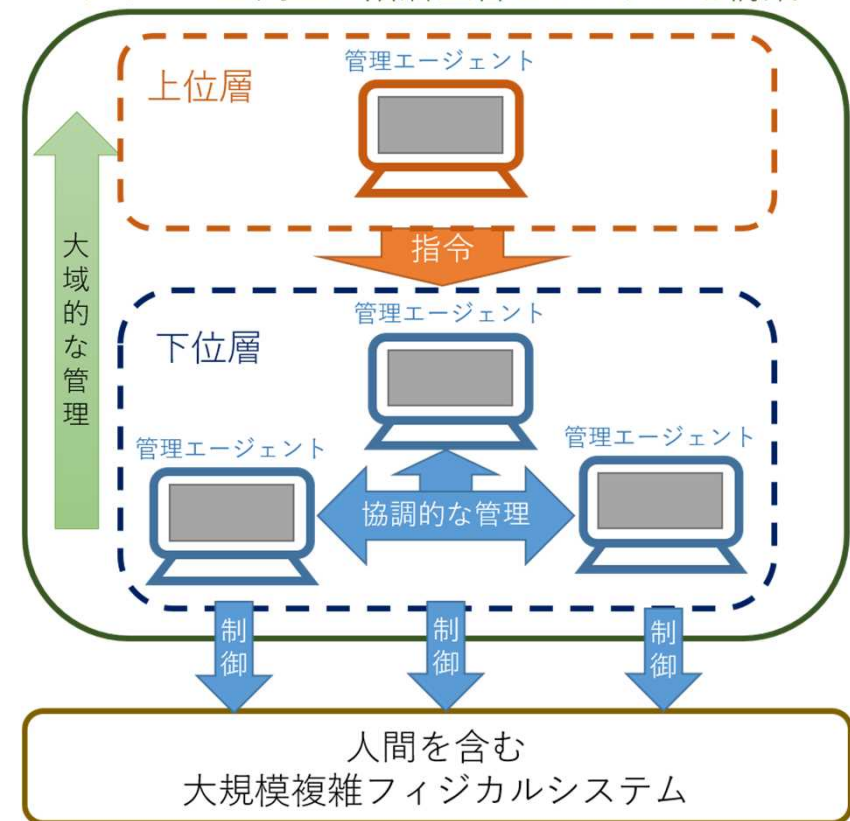 管理エージェント
上位層
大域的な管理
指令
管理エージェント
下位層
管理エージェント
管理エージェント
協調的な管理
制御
制御
制御
人間を含む
大規模複雑フィジカルシステム